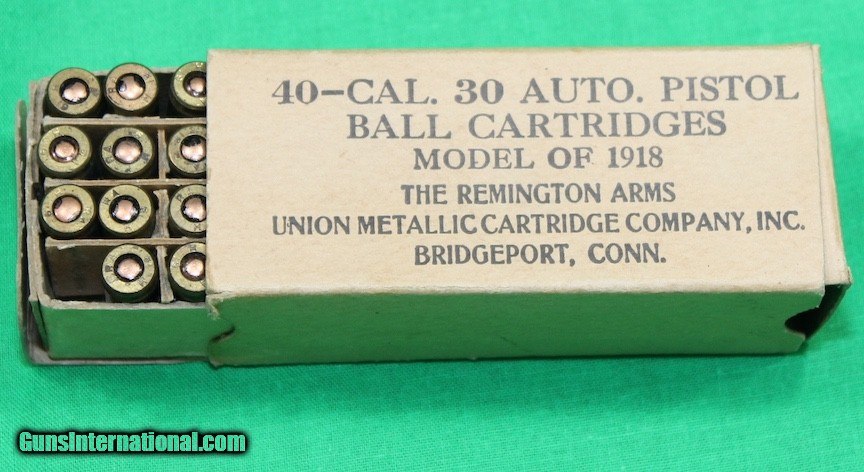 40-CAL. 30 AUTO. PISTOL
BALL CARTRIDGES
MODEL OF 1918
THE REMINGTON ARMS
UNION METALLIC CARTRIDGE COMPANY, INC.
BRIDGEPORT, CONN.
GunsInternational.com